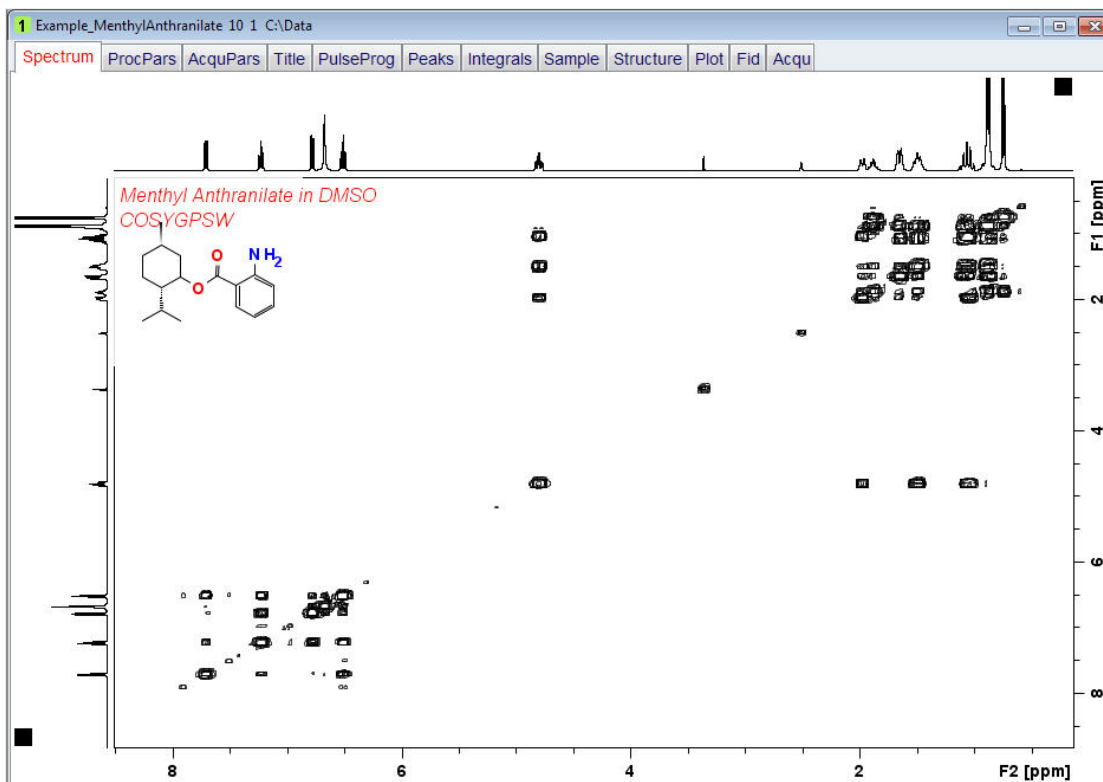 1 Example_MenthylAnthranilate 10 1 C:\Data
Spectrum ProcPars AcquPars Title PulseProg Peaks Integrals Sample Structure Plot Fid Acqu
Menthyl Anthranilate in DMSO
COSYGPSW
O
NH2
O
F1 [ppm]
2
4
6
8
8 6 4 2 F2 [ppm]